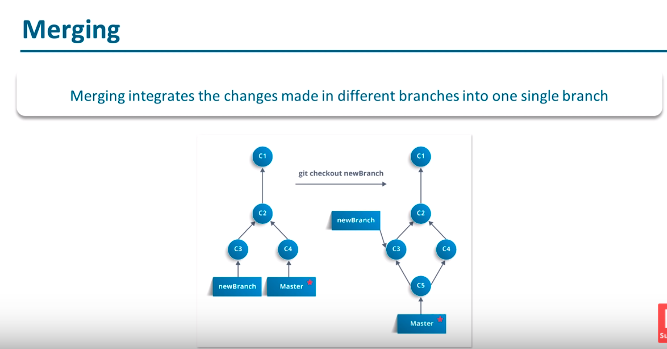 Merging
Merging integrates the changes made in different branches into one single branch
C1
git checkout newBranch
C1
C2
C2
newBranch
C3
C4
C3
C4
newBranch
Master
C5
Master
Su